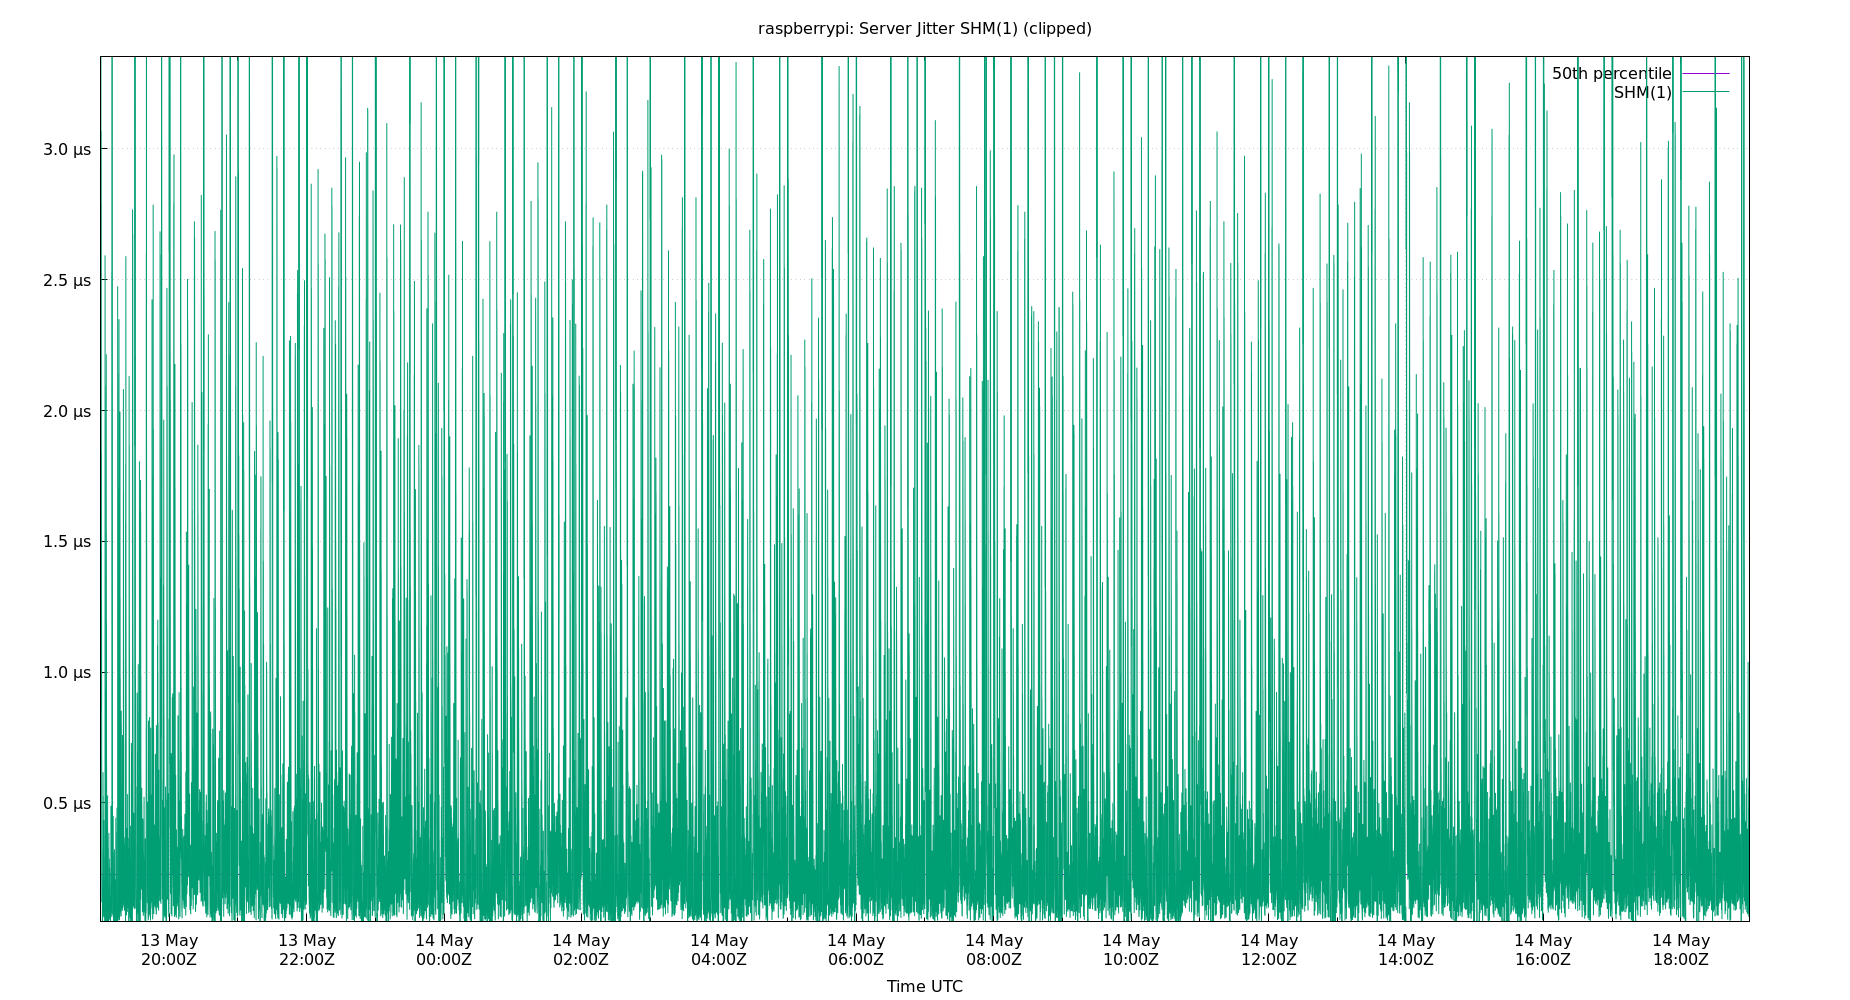 raspberrypi: Server Jitter SHM(1) (clipped)
50th percentile
SHM(1)
3.0 µs
2.5 µs
2.0 µs
1.5 µs
1.0 µs
0.5 µs
13 May 13 May 14 May 14 May 14 May 14 May 14 May 14 May 14 May 14 May 14 May 14 May
20:00Z 22:00Z 00:00Z 02:00Z 04:00Z 06:00Z 08:00Z 10:00Z 12:00Z 14:00Z 16:00Z 18:00Z
Time UTC